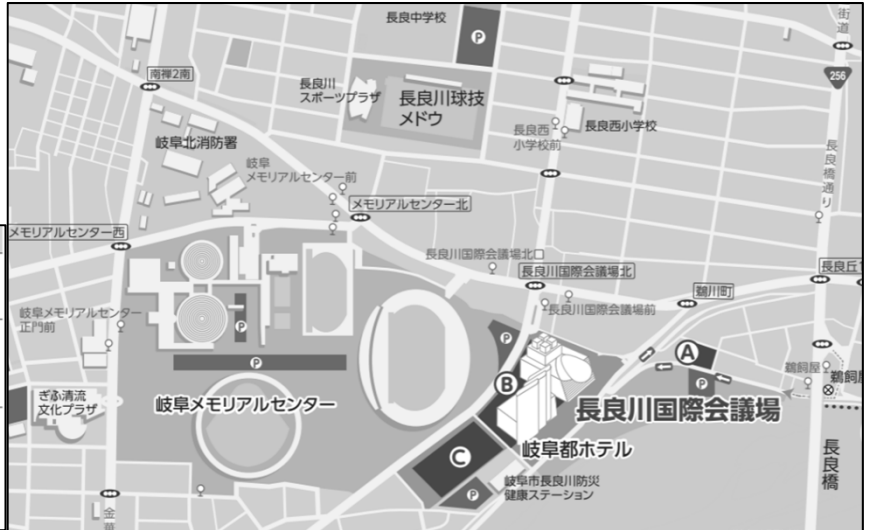 長良中学校
P
街道
256
南禅2南
長良川
スポーツプラザ
長良川球技
メドウ
長良西
小学校前
長良西小学校
岐阜北消防署
岐阜
メモリアルセンター前
長良橋通り
メモリアルセンター北
メモリアルセンター西
長良川国際会議場北口
長良川国際会議場北
長良丘1
鵜川町
長良川国際会議場前
岐阜メモリアルセンター
正門前
P
P
P
A
P
鵜飼屋
鵜飼屋
B
ぎふ清流
文化プラザ
岐阜メモリアルセンター
長良川国際会議場
岐阜都ホテル
C
長良橋
岐阜市長良川防災
健康ステーション
P
金華